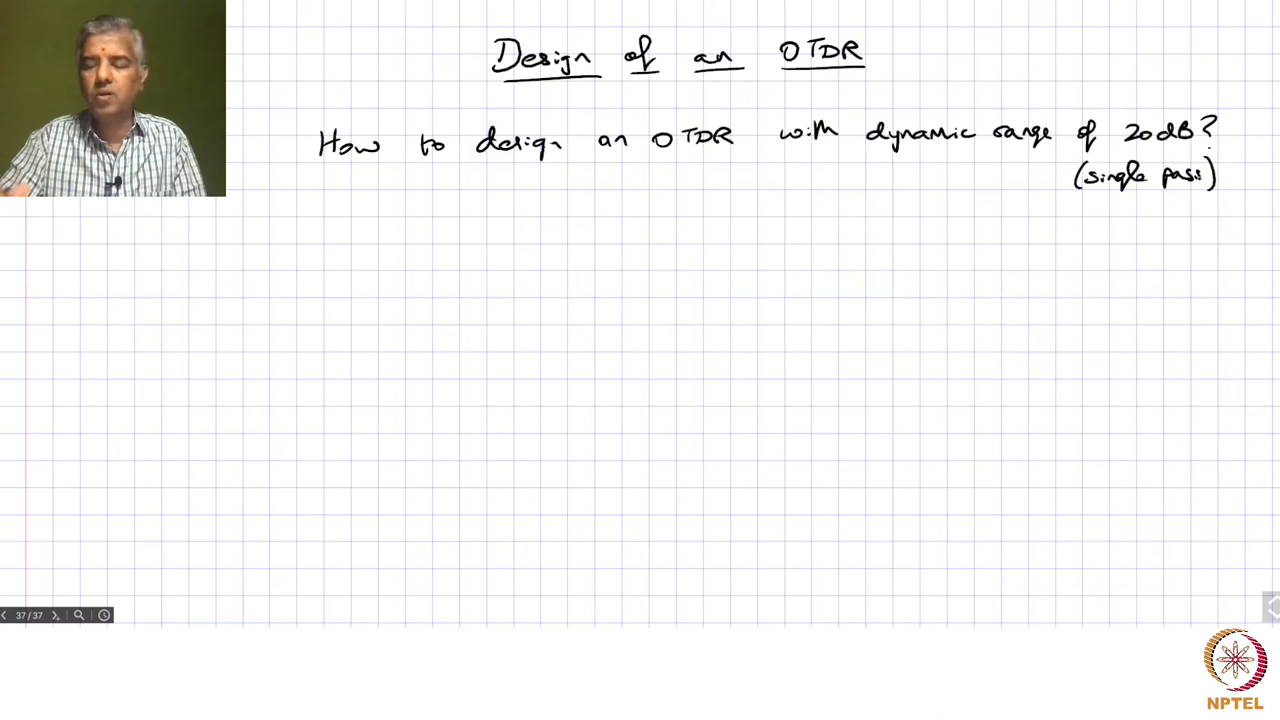 Design of an OTDR
How to design an OTDR with dynamic range of 20dB?
(single pass)
37/37
NPTEL